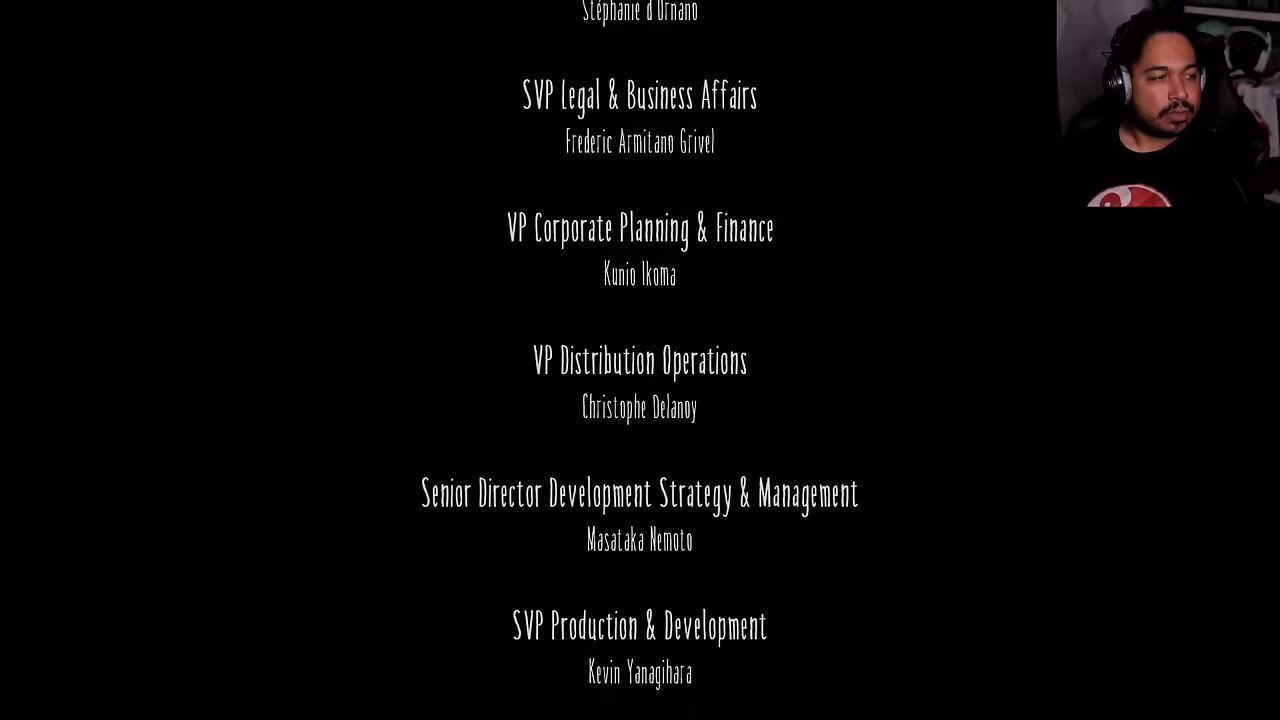 Stéphanie d'Ornano
SVP Legal & Business Affairs
Frederic Armitano Grivel
VP Corporate Planning & Finance
Kunio Ikoma
VP Distribution Operations
Christophe Delanoy
Senior Director Development Strategy & Management
Masataka Nemoto
SVP Production & Development
Kevin Yanagihara